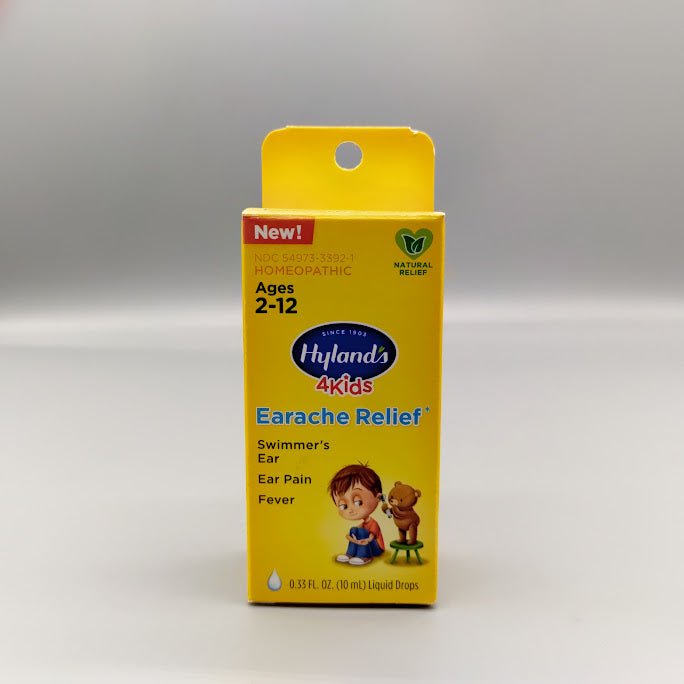 New!
NDC 54973-3392-1
HOMEOPATHIC
Ages
2-12
NATURAL
RELIEF
SINCE 1903
Hyland's
4Kids
Earache Relief+
Swimmer's
Ear
Ear Pain
Fever
0.33 FL. OZ. (10 mL) Liquid Drops